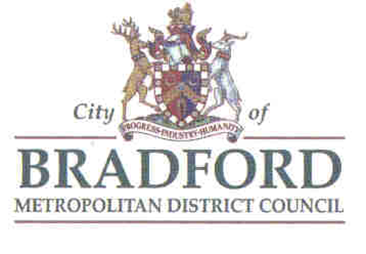 City of
PROGRESS·INDUSTRY·HUMANITY
BRADFORD
METROPOLITAN DISTRICT COUNCIL